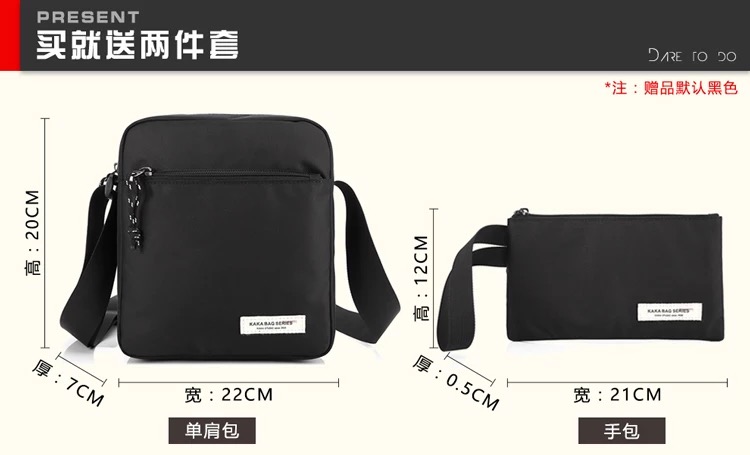 PRESENT
买就送两件套
DARE TO DO
*注：赠品默认黑色
高：20CM
厚：7CM
宽：22CM
单肩包
KAKA BAG SERIES
高：12CM
厚：0.5CM
宽：21CM
手包
KAKA BAG SERIES